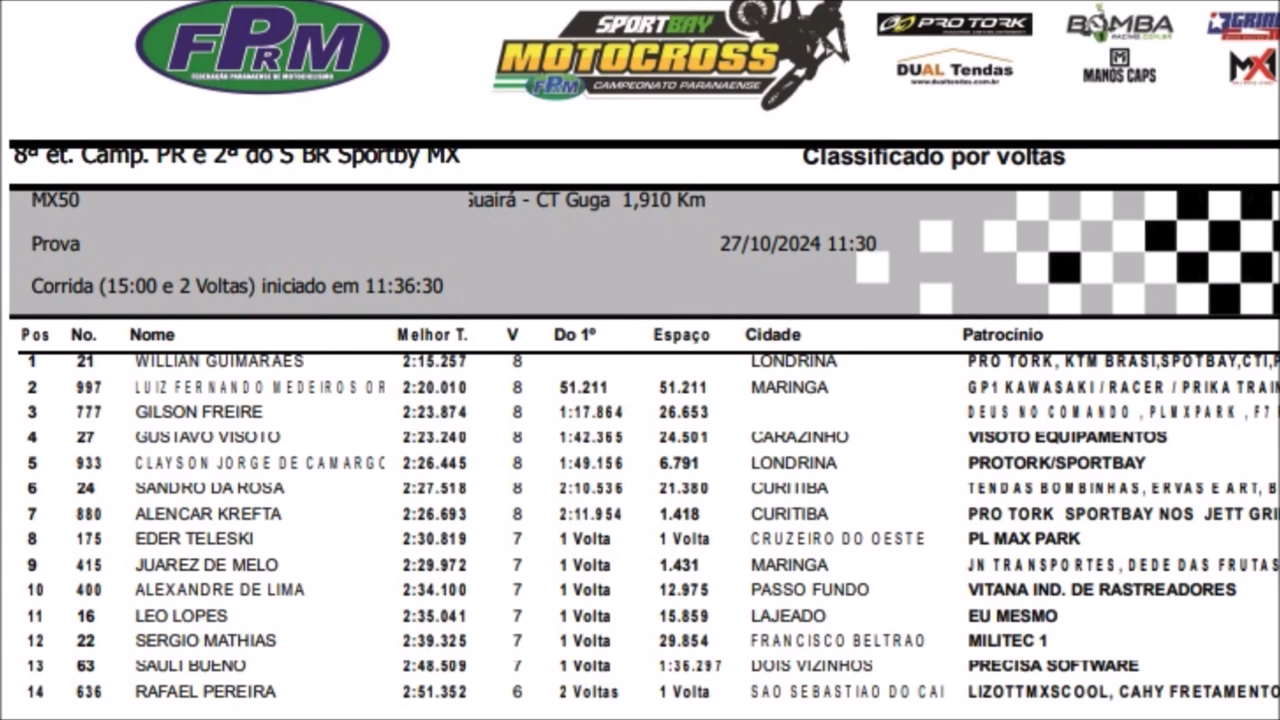 FPRM
FEDERAÇÃO PARANAENSE DE MOTOCICLISMO
SPORTBAY
MOTOCROSS
FPRM CAMPEONATO PARANAENSE
PRO TORK
BOMBA
RACING.COM.BR
DUAL Tendas
www.dualtendas.com.br
MANOS CAPS
8ª et. Camp. PR e 2ª do S BR Sportby MX Classificado por voltas
MX50 Guairá - CT Guga 1,910 Km
Prova 27/10/2024 11:30
Corrida (15:00 e 2 Voltas) iniciado em 11:36:30
Pos No. Nome Melhor T. V Do 1º Espaço Cidade Patrocínio
1 21 WILLIAN GUIMARAES 2:15.257 8 LONDRINA PRO TORK, KTM BRASI,SPOTBAY,CTI,
2 997 LUIZ FERNANDO MEDEIROS OR 2:20.010 8 51.211 51.211 MARINGA GP1 KAWASAKI / RACER / PRIKA TRAI
3 777 GILSON FREIRE 2:23.874 8 1:17.864 26.653 DEUS NO COMANDO , PLMXPARK , F7
4 27 GUSTAVO VISOTO 2:23.240 8 1:42.365 24.501 CARAZINHO VISOTO EQUIPAMENTOS
5 933 CLAYSON JORGE DE CAMARGO 2:26.445 8 1:49.156 6.791 LONDRINA PROTORK/SPORTBAY
6 24 SANDRO DA ROSA 2:27.518 8 2:10.536 21.380 CURITIBA TENDAS BOMBINHAS, ERVAS E ART, B
7 880 ALENCAR KREFTA 2:26.693 8 2:11.954 1.418 CURITIBA PRO TORK SPORTBAY NOS JETT GRI
8 175 EDER TELESKI 2:30.819 7 1 Volta 1 Volta CRUZEIRO DO OESTE PL MAX PARK
9 415 JUAREZ DE MELO 2:29.972 7 1 Volta 1.431 MARINGA JN TRANSPORTES, DEDE DAS FRUTAS
10 400 ALEXANDRE DE LIMA 2:34.100 7 1 Volta 12.975 PASSO FUNDO VITANA IND. DE RASTREADORES
11 16 LEO LOPES 2:35.041 7 1 Volta 15.859 LAJEADO EU MESMO
12 22 SERGIO MATHIAS 2:39.325 7 1 Volta 29.854 FRANCISCO BELTRAO MILITEC 1
13 63 SAULI BUENO 2:48.509 7 1 Volta 1:36.297 DOIS VIZINHOS PRECISA SOFTWARE
14 636 RAFAEL PEREIRA 2:51.352 6 2 Voltas 1 Volta SAO SEBASTIAO DO CAI LIZOTTMXSCOOL, CAHY FRETAMENTO